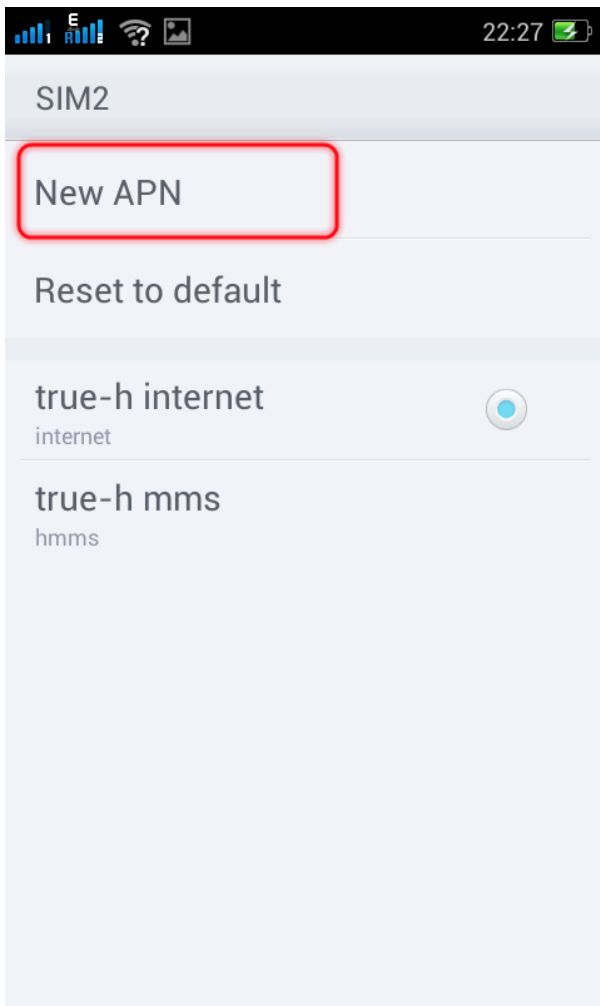 22:27
SIM2
New APN
Reset to default
true-h internet
internet
true-h mms
hmms